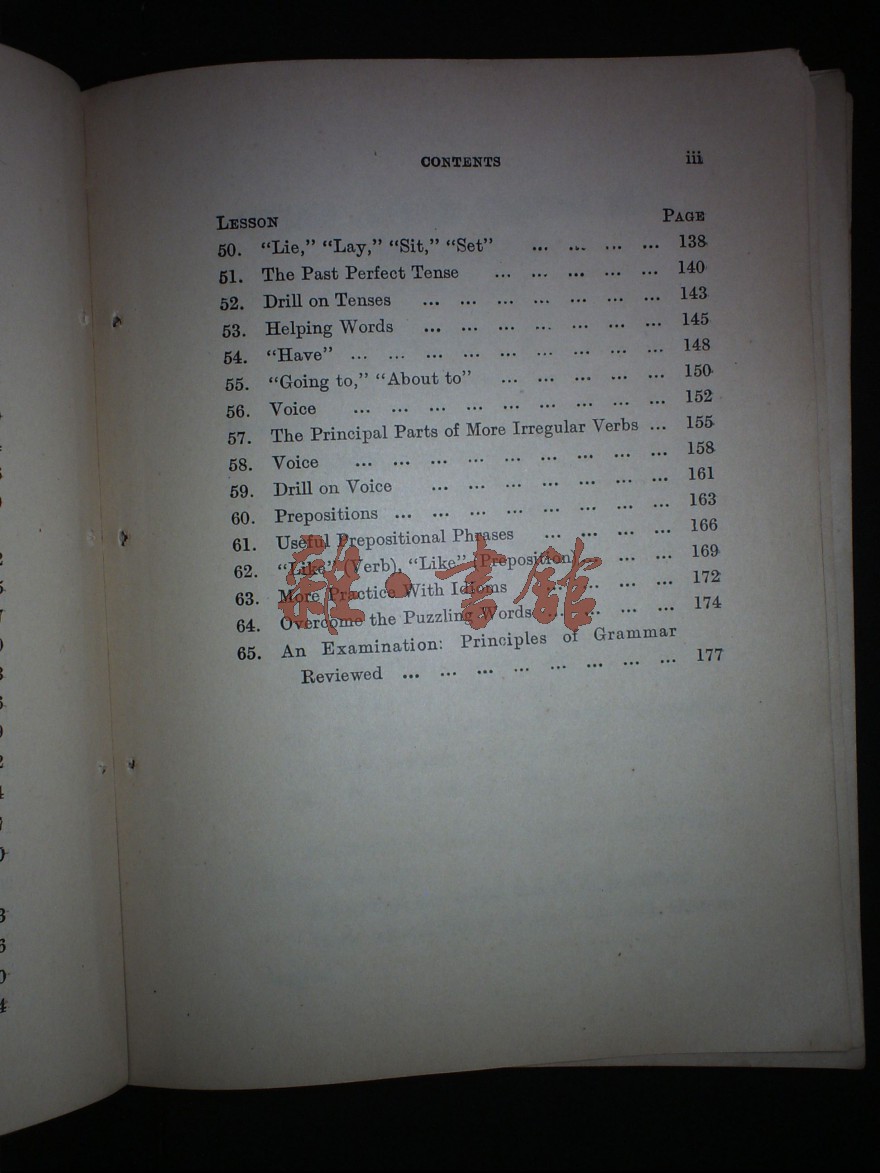 CONTENTS iii
LESSON PAGE
50. “Lie,” “Lay,” “Sit,” “Set” ... ... ... ... 138
51. The Past Perfect Tense ... ... ... ... ... 140
52. Drill on Tenses ... ... ... ... ... ... ... 143
53. Helping Words ... ... ... ... ... ... ... 145
54. “Have” ... ... ... ... ... ... ... ... ... 148
55. “Going to,” “About to” ... ... ... ... ... 150
56. Voice ... ... ... ... ... ... ... ... ... 152
57. The Principal Parts of More Irregular Verbs ... 155
58. Voice ... ... ... ... ... ... ... ... ... 158
59. Drill on Voice ... ... ... ... ... ... ... 161
60. Prepositions ... ... ... ... ... ... ... ... 163
61. Useful Prepositional Phrases ... ... ... ... 166
62. “Like” (Verb), “Like” (Preposition) ... ... ... 169
63. More Practice With Idioms ... ... ... ... 172
64. Overcome the Puzzling Words ... ... ... ... 174
65. An Examination: Principles of Grammar
Reviewed ... ... ... ... ... ... ... ... 177
雜·書館